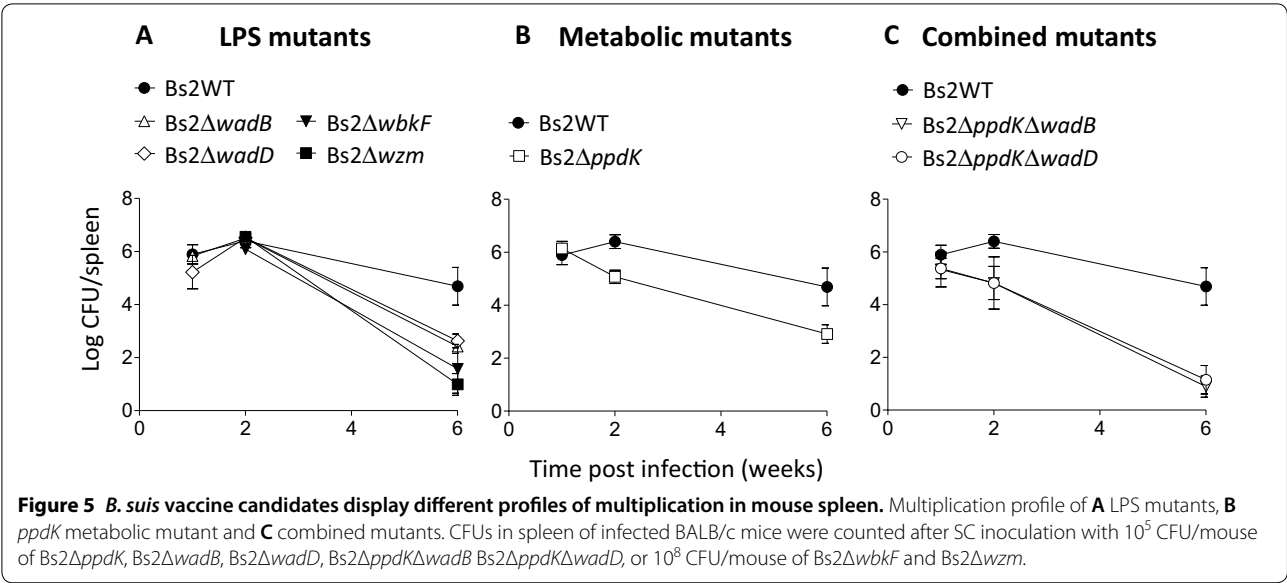 A LPS mutants
Bs2WT
Bs2ΔwadB Bs2ΔwbkF
Bs2ΔwadD Bs2Δwzm
B Metabolic mutants
Bs2WT
Bs2ΔppdK
C Combined mutants
Bs2WT
Bs2ΔppdKΔwadB
Bs2ΔppdKΔwadD
Log CFU/spleen
8
6
4
2
0
0 2 4 6
8
6
4
2
0
0 2 4 6
8
6
4
2
0
0 2 4 6
Time post infection (weeks)
Figure 5 B. suis vaccine candidates display different profiles of multiplication in mouse spleen. Multiplication profile of A LPS mutants, B
ppdK metabolic mutant and C combined mutants. CFUs in spleen of infected BALB/c mice were counted after SC inoculation with 10⁵ CFU/mouse
of Bs2ΔppdK, Bs2ΔwadB, Bs2ΔwadD, Bs2ΔppdKΔwadB Bs2ΔppdKΔwadD, or 10⁸ CFU/mouse of Bs2ΔwbkF and Bs2Δwzm.